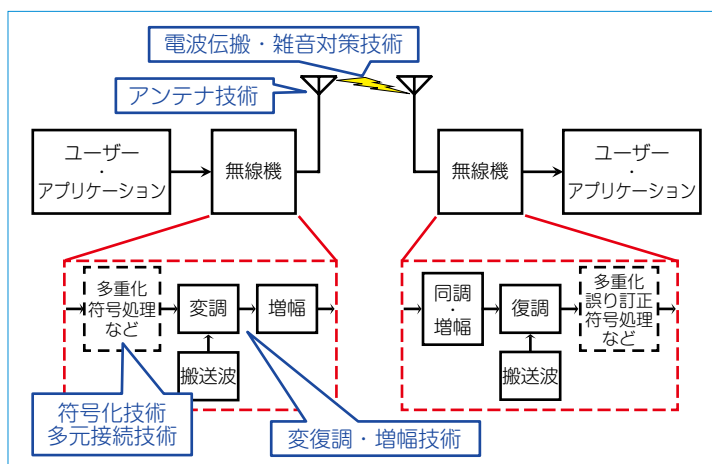 電波伝搬・雑音対策技術
アンテナ技術
ユーザー
・
アプリケーション
無線機
無線機
ユーザー
・
アプリケーション
多重化
符号処理
など
変調
増幅
搬送波
同調
・
増幅
復調
多重化
誤り訂正
符号処理
など
搬送波
符号化技術
多元接続技術
変復調・増幅技術